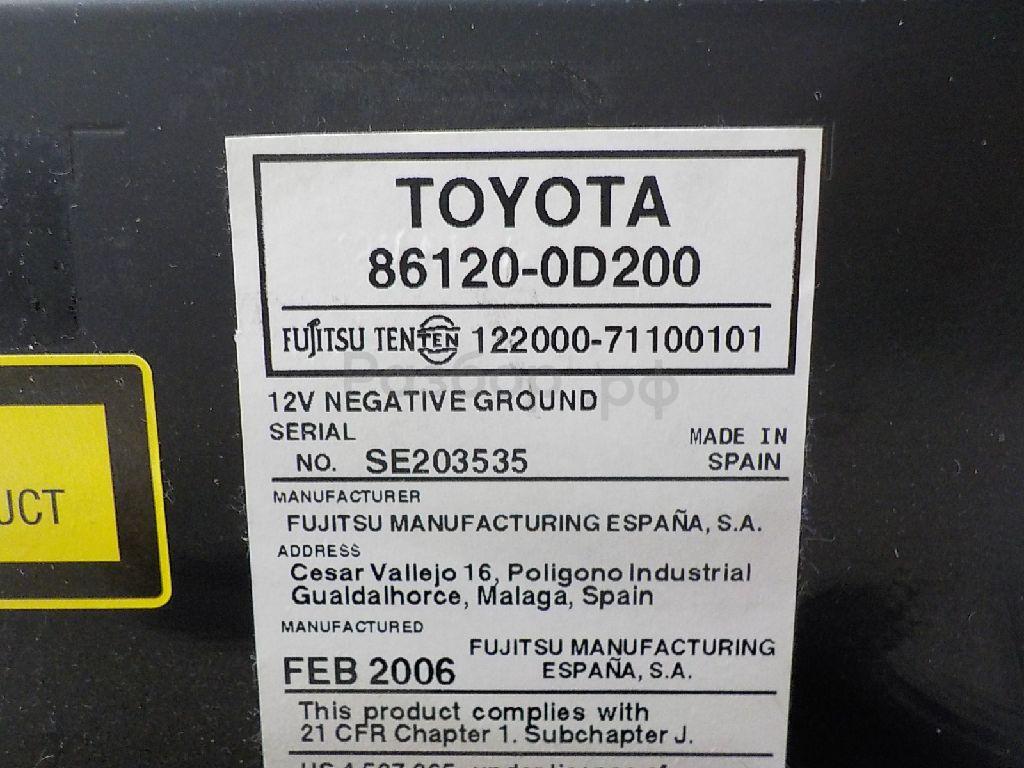 TOYOTA
86120-0D200
FUJITSU TEN TEN 122000-71100101
Разбор.рф
12V NEGATIVE GROUND
SERIAL
NO. SE203535
MADE IN
SPAIN
MANUFACTURER
FUJITSU MANUFACTURING ESPAÑA, S.A.
ADDRESS
Cesar Vallejo 16, Poligono Industrial
Gualdalhorce, Malaga, Spain
MANUFACTURED
FEB 2006
FUJITSU MANUFACTURING
ESPAÑA, S.A.
This product complies with
21 CFR Chapter 1. Subchapter J.
UCT